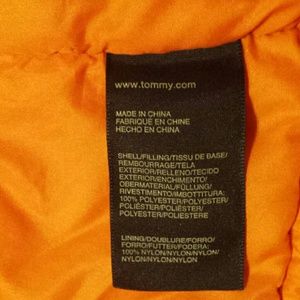 www.tommy.com
MADE IN CHINA
FABRIQUÉ EN CHINE
HECHO EN CHINA
SHELL/FILLING/TISSU DE BASE/
REMBOURRAGE/TELA
EXTERIOR/RELLENO/TECIDO
EXTERIOR/ENCHIMENTO/
OBERMATERIAL/FÜLLUNG/
RIVESTIMENTO/IMBOTTITURA:
100% POLYESTER/POLYESTER/
POLIÉSTER/POLIÉSTER/
POLYESTER/POLIESTERE
LINING/DOUBLURE/FORRO/
FORRO/FUTTER/FODERA:
100% NYLON/NYLON/NYLON/
NYLON/NYLON/NYLON